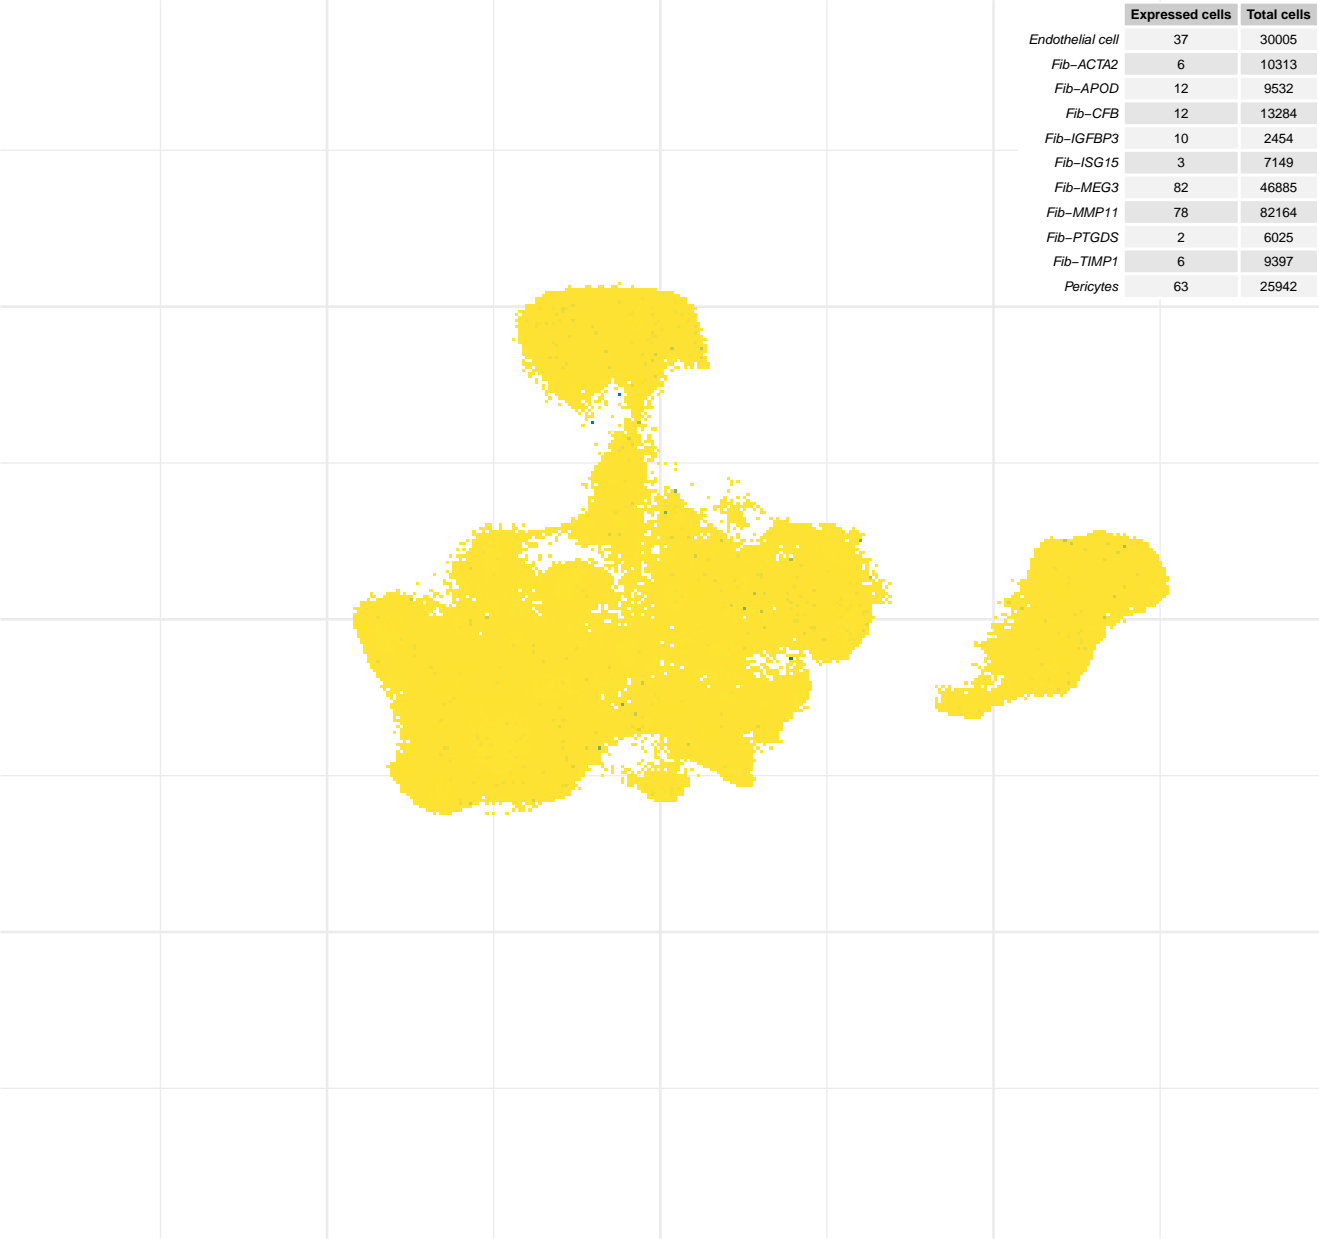 Expressed cells Total cells
Endothelial cell 37 30005
Fib−ACTA2 6 10313
Fib−APOD 12 9532
Fib−CFB 12 13284
Fib−IGFBP3 10 2454
Fib−ISG15 3 7149
Fib−MEG3 82 46885
Fib−MMP11 78 82164
Fib−PTGDS 2 6025
Fib−TIMP1 6 9397
Pericytes 63 25942